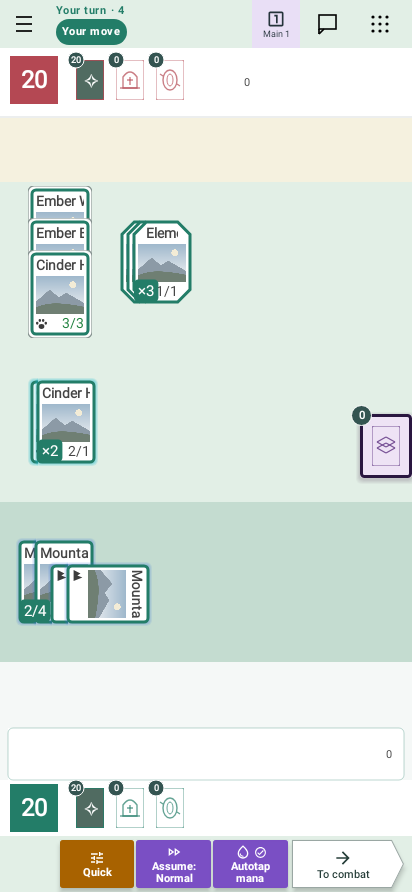 Your turn · 4
Your move
1
Main 1
20
20
0
0
0
Ember
Ember
Cinder
3/3
Elem
×3
1/1
Cinder
×2
2/1
0
M
Mounta
2/4
Mounta
0
20
20
0
0
Quick
Assume:
Normal
Autotap
mana
To combat